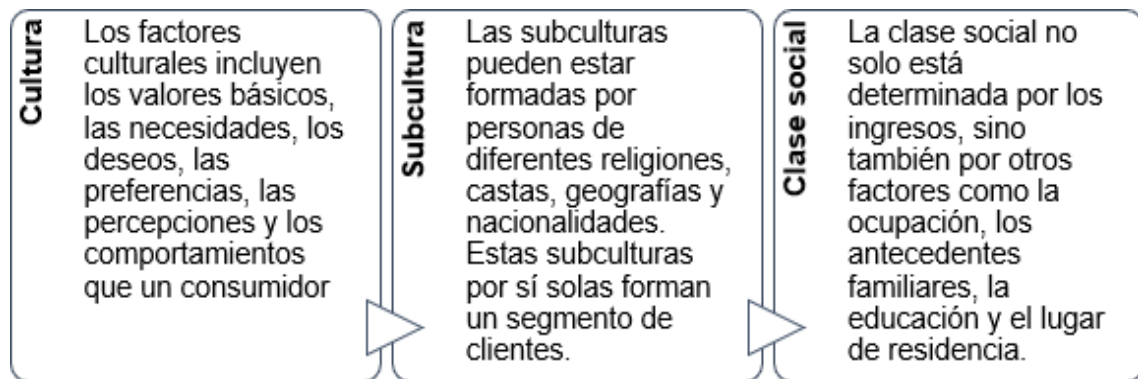 Cultura
Los factores
culturales incluyen
los valores básicos,
las necesidades, los
deseos, las
preferencias, las
percepciones y los
comportamientos
que un consumidor
Subcultura
Las subculturas
pueden estar
formadas por
personas de
diferentes religiones,
castas, geografías y
nacionalidades.
Estas subculturas
por sí solas forman
un segmento de
clientes.
Clase social
La clase social no
solo está
determinada por los
ingresos, sino
también por otros
factores como la
ocupación, los
antecedentes
familiares, la
educación y el lugar
de residencia.